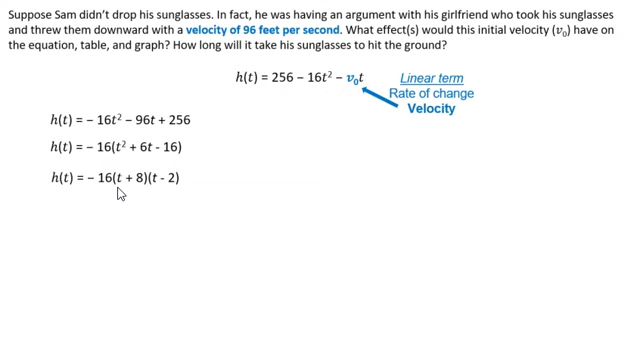 Suppose Sam didn't drop his sunglasses. In fact, he was having an argument with his girlfriend who took his sunglasses
and threw them downward with a velocity of 96 feet per second. What effect(s) would this initial velocity (v₀) have on
the equation, table, and graph? How long will it take his sunglasses to hit the ground?
h(t) = 256 – 16t² – v₀t
Linear term
Rate of change
Velocity
h(t) = – 16t² – 96t + 256
h(t) = – 16(t² + 6t - 16)
h(t) = – 16(t + 8)(t - 2)